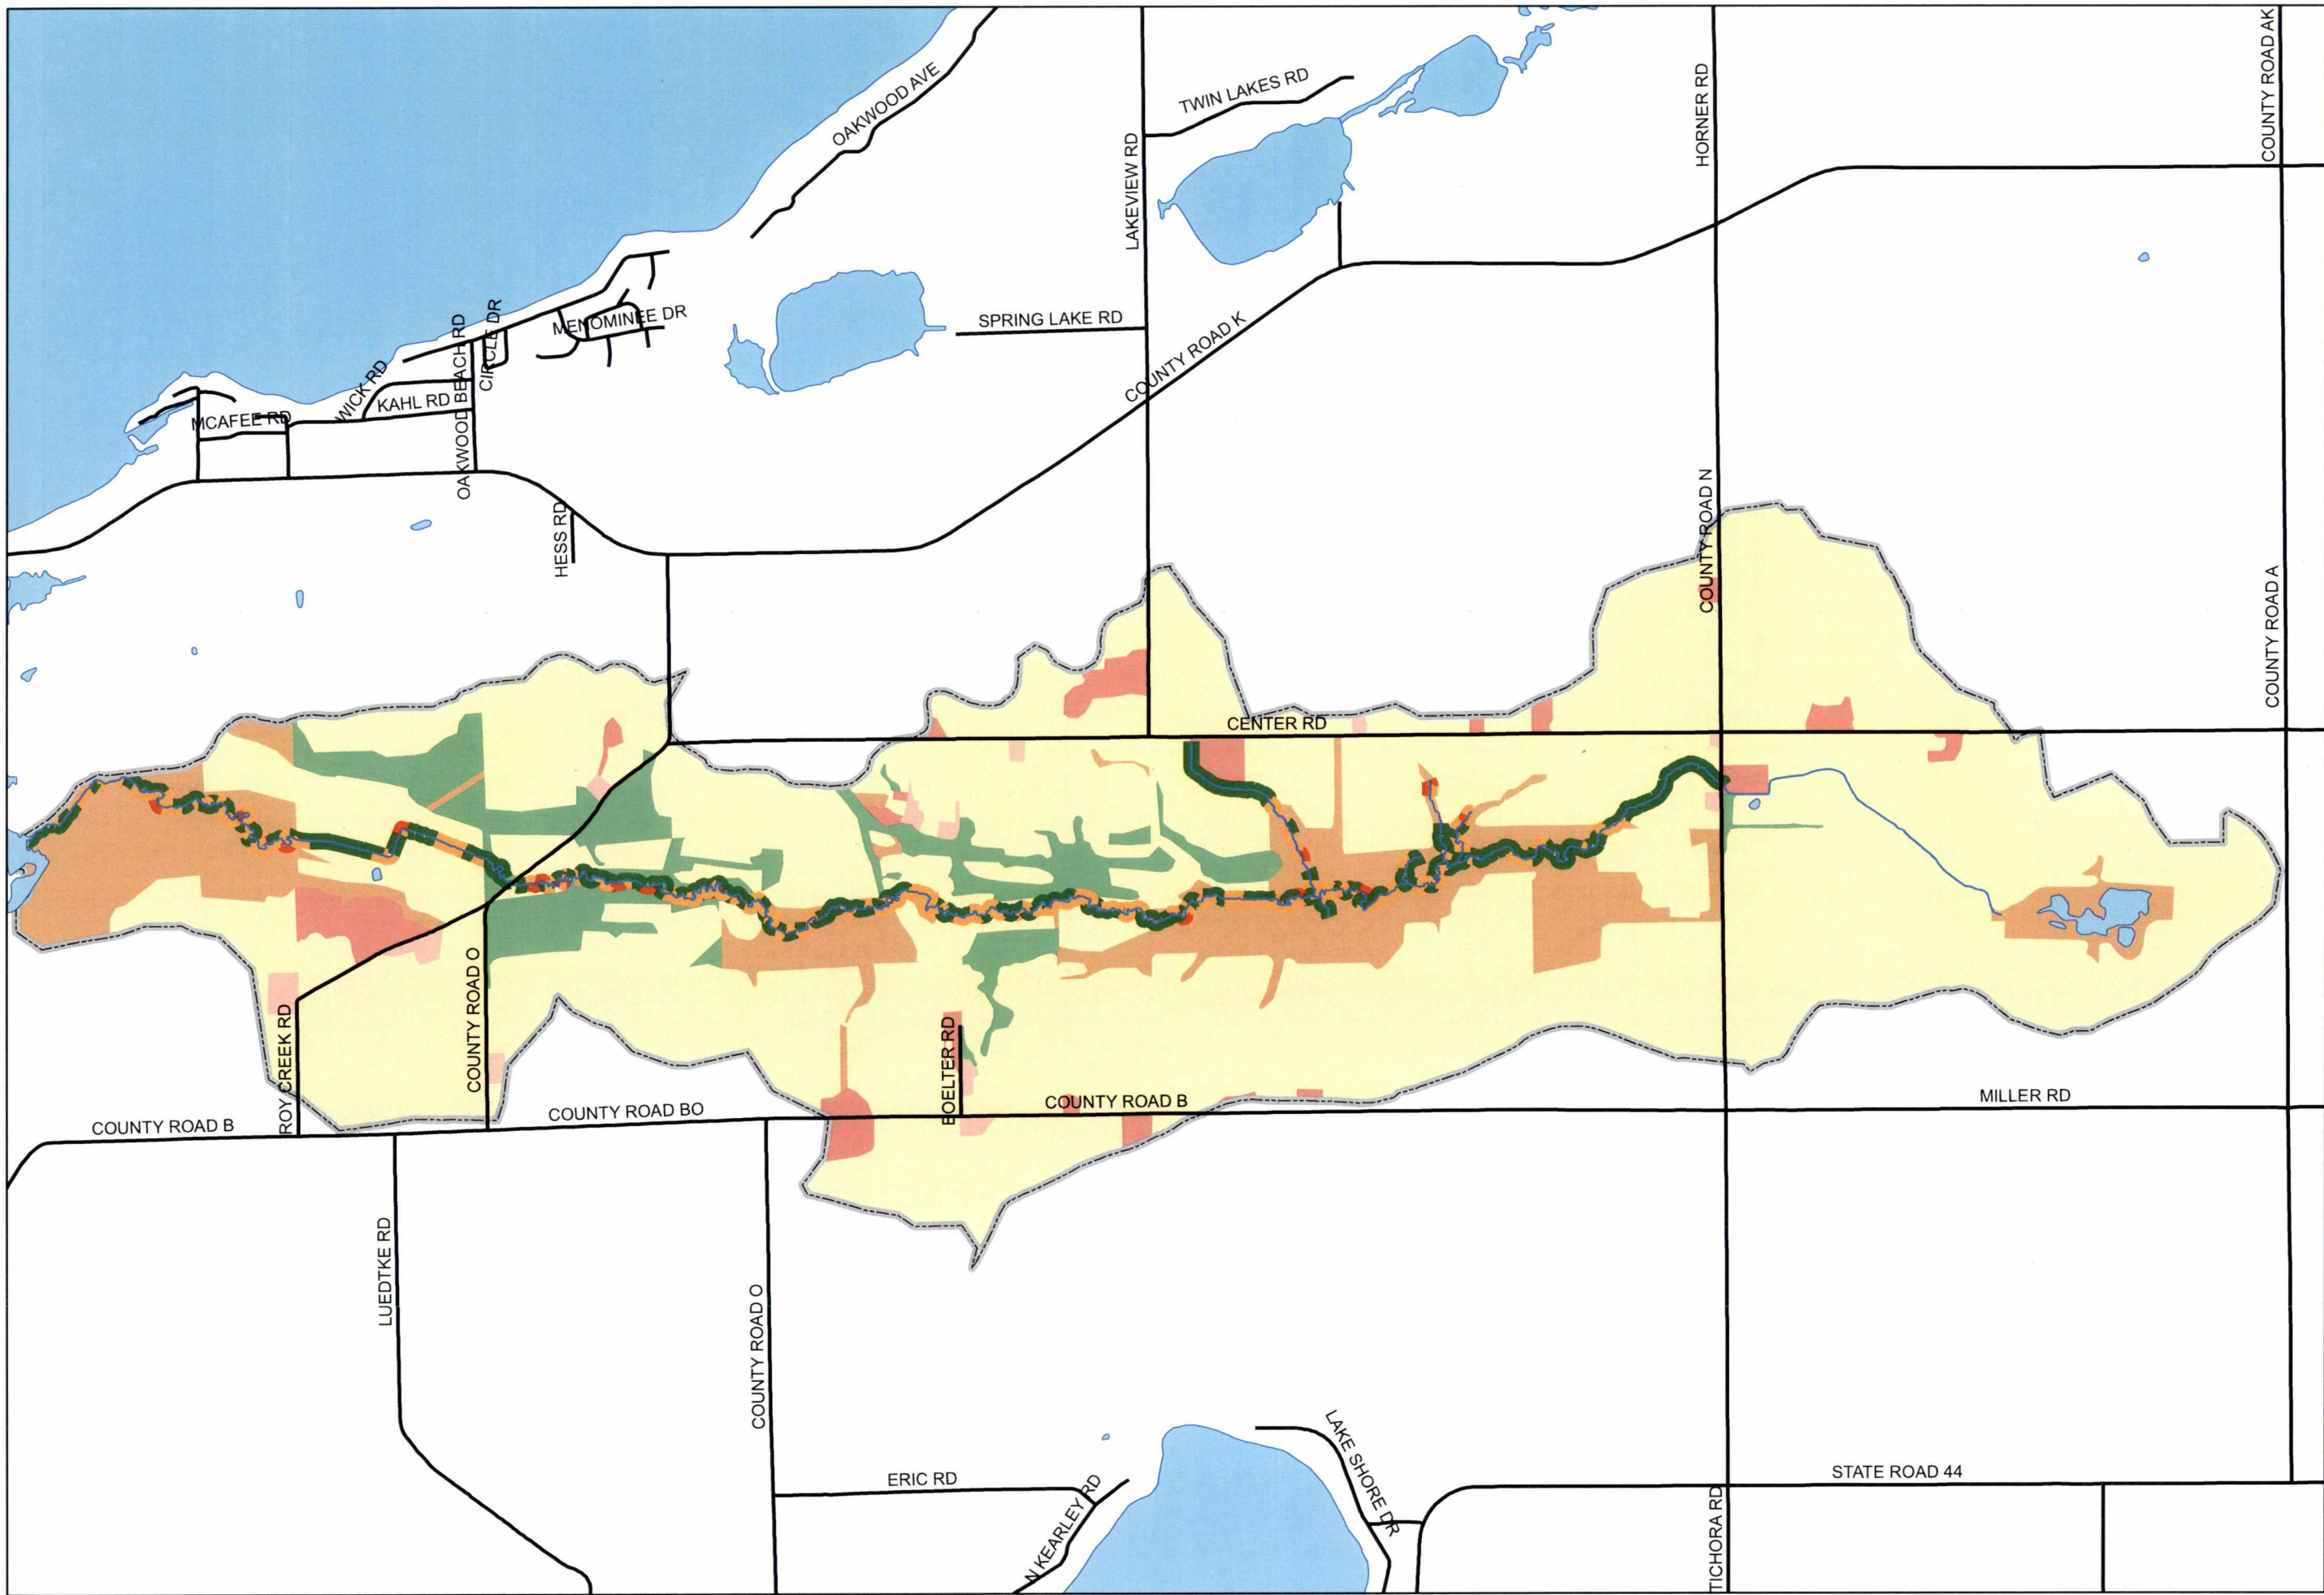 COUNTY ROAD AK
OAKWOOD AVE
TWIN LAKES RD
HORNER RD
LAKEVIEW RD
MENOMINEE DR
CIRCLE DR
OAKWOOD BEACH RD
SPRING LAKE RD
COUNTY ROAD K
WICK RD
KAHL RD
MCAFEE RD
HESS RD
COUNTY ROAD N
COUNTY ROAD A
CENTER RD
ROY CREEK RD
COUNTY ROAD O
BOELTER RD
COUNTY ROAD B
COUNTY ROAD BO
COUNTY ROAD B
MILLER RD
LUEDTKE RD
COUNTY ROAD O
LAKE SHORE DR
ERIC RD
N KEARLEY RD
STATE ROAD 44
TICHORA RD